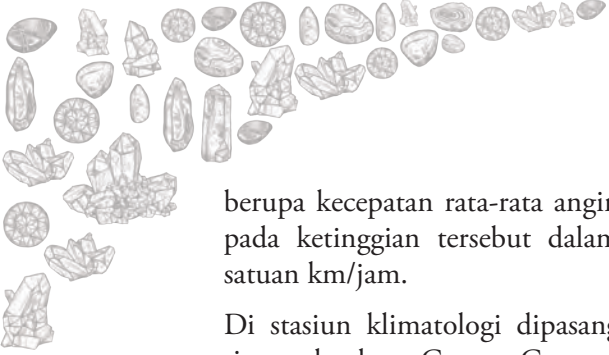 berupa kecepatan rata-rata angin
pada ketinggian tersebut dalam
satuan km/jam.
Di stasiun klimatologi dipasang